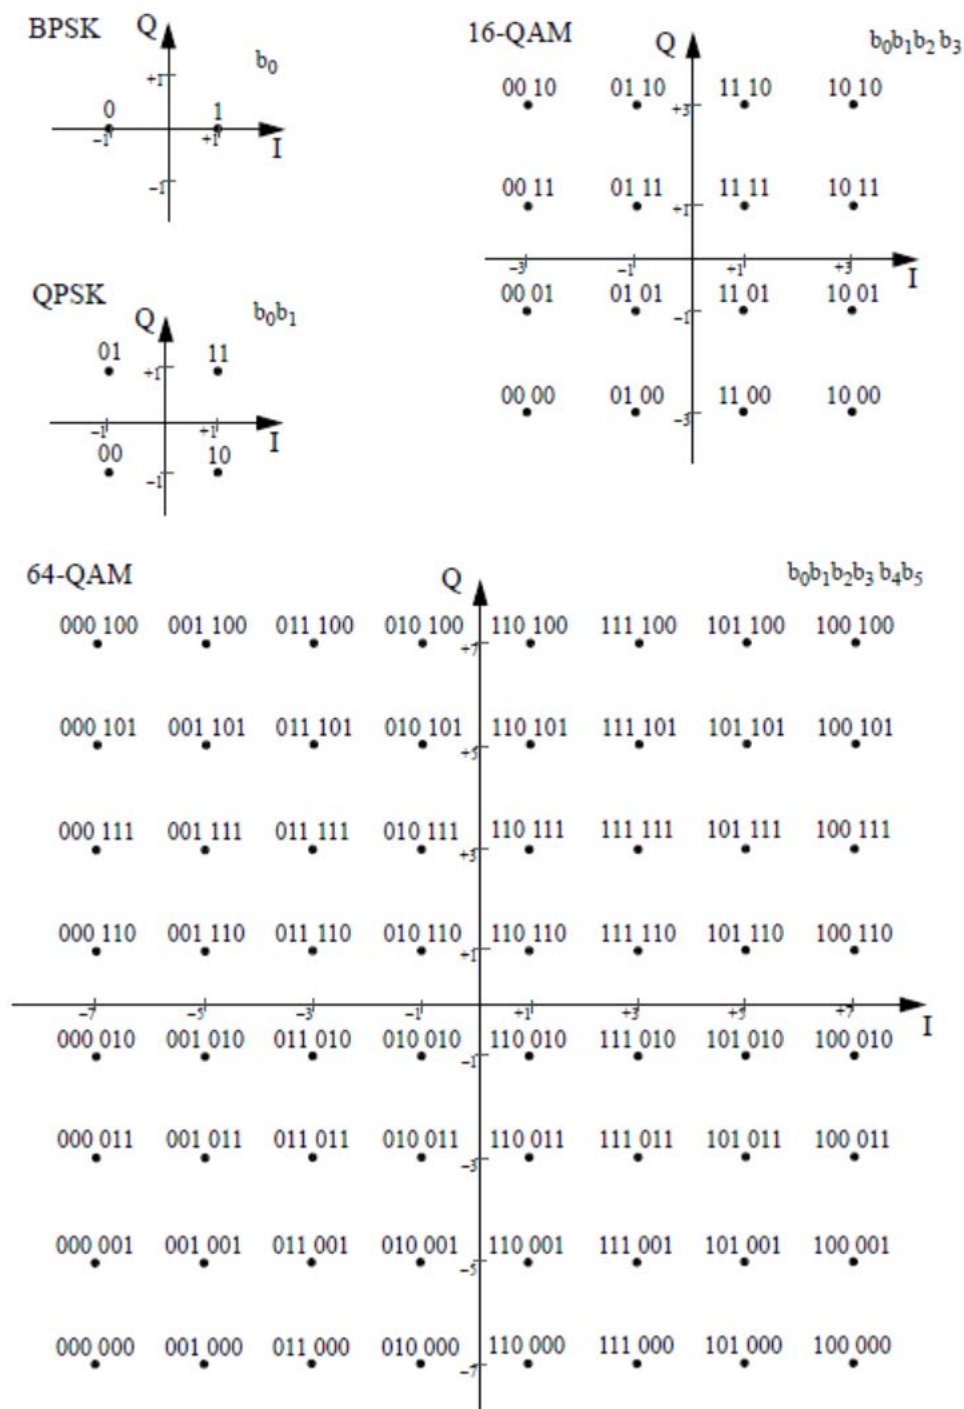 BPSK Q
b0
+1
0 1
−1 +1 I
−1
QPSK Q b0b1
01 11
+1
−1 +1 I
00 10
−1
16-QAM Q b0b1b2 b3
00 10 01 10 11 10 10 10
+3
00 11 01 11 11 11 10 11
+1
−3 −1 +1 +3 I
00 01 01 01 11 01 10 01
−1
00 00 01 00 11 00 10 00
−3
64-QAM Q b0b1b2b3 b4b5
000 100 001 100 011 100 010 100 110 100 111 100 101 100 100 100
+7
000 101 001 101 011 101 010 101 110 101 111 101 101 101 100 101
+5
000 111 001 111 011 111 010 111 110 111 111 111 101 111 100 111
+3
000 110 001 110 011 110 010 110 110 110 111 110 101 110 100 110
+1
−7 −5 −3 −1 +1 +3 +5 +7 I
000 010 001 010 011 010 010 010 110 010 111 010 101 010 100 010
−1
000 011 001 011 011 011 010 011 110 011 111 011 101 011 100 011
−3
000 001 001 001 011 001 010 001 110 001 111 001 101 001 100 001
−5
000 000 001 000 011 000 010 000 110 000 111 000 101 000 100 000
−7